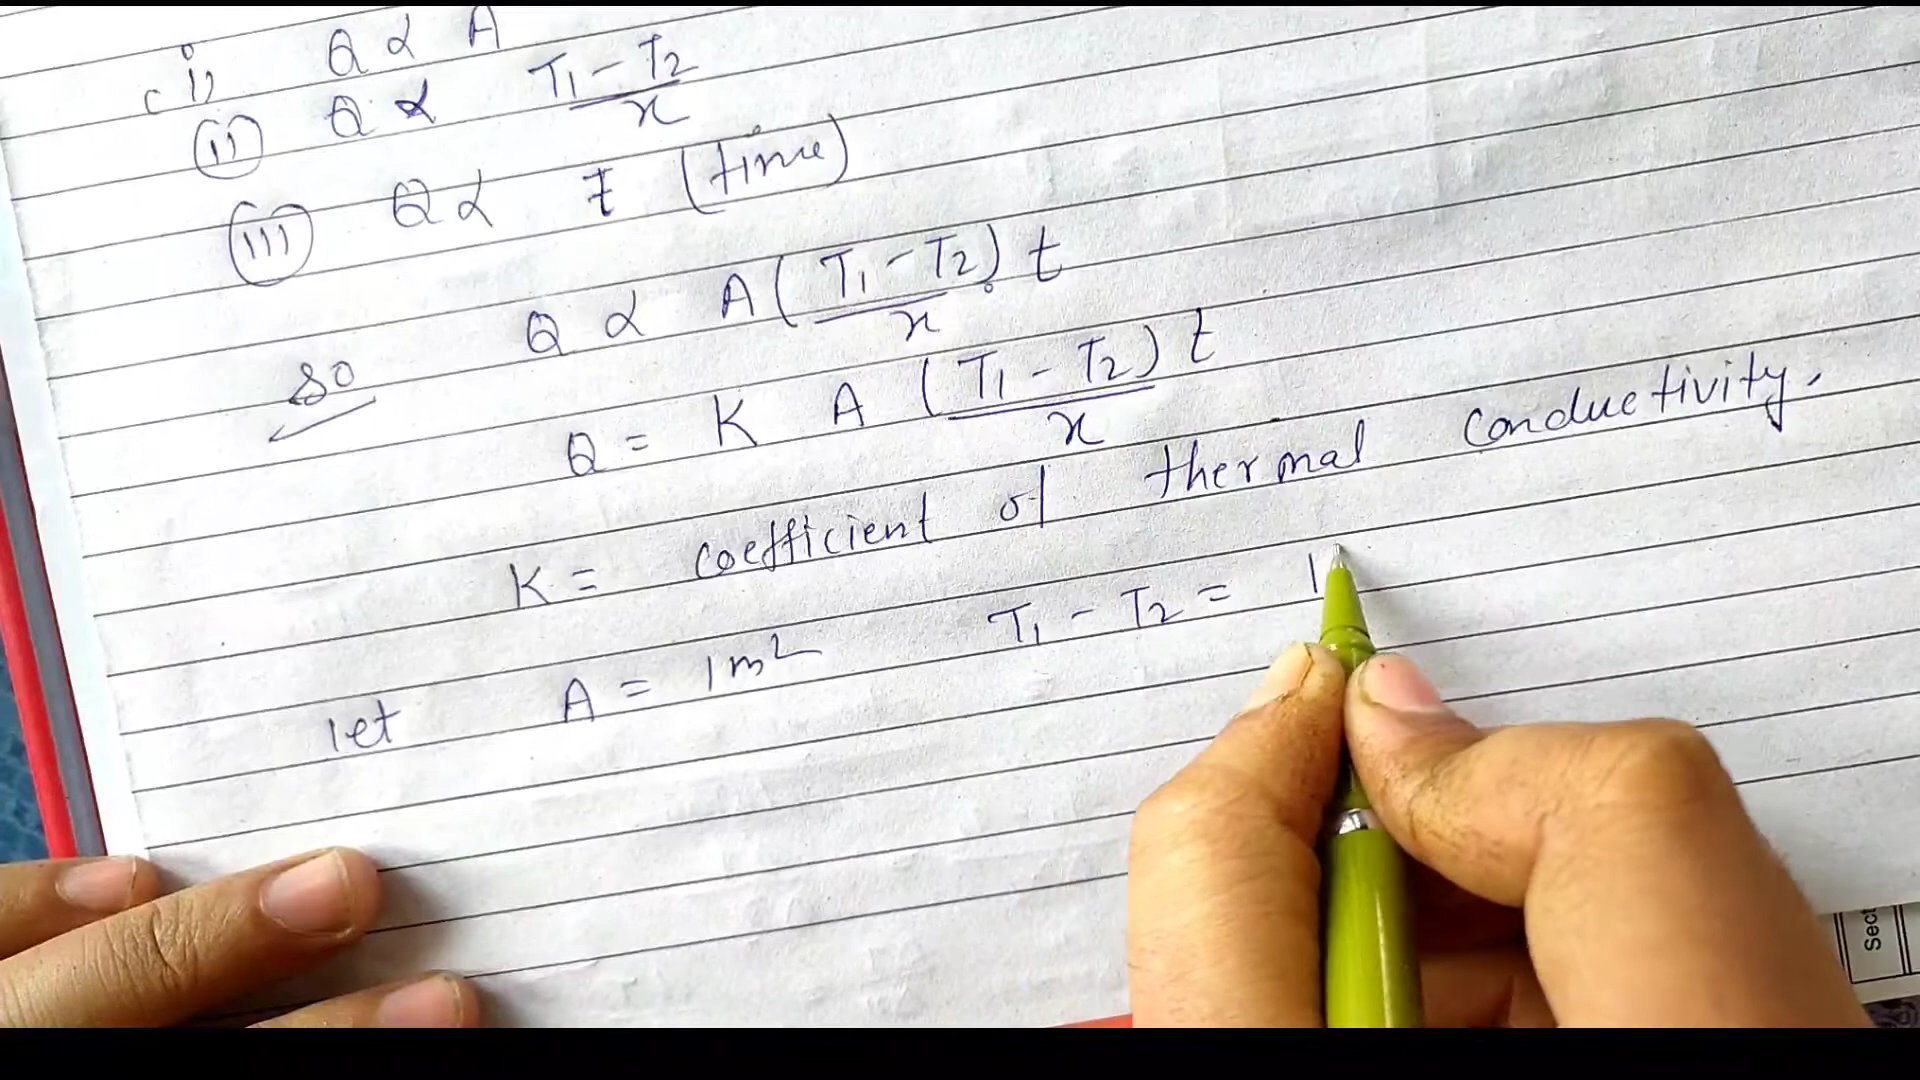 (i) Q α A
(ii) Q α T1 - T2 / x
(iii) Q α t (time)
so Q α A (T1 - T2 / x) t
Q = K A (T1 - T2 / x) t
K = coefficient of thermal conductivity.
let A = 1m² T1 - T2 = 1
Sect